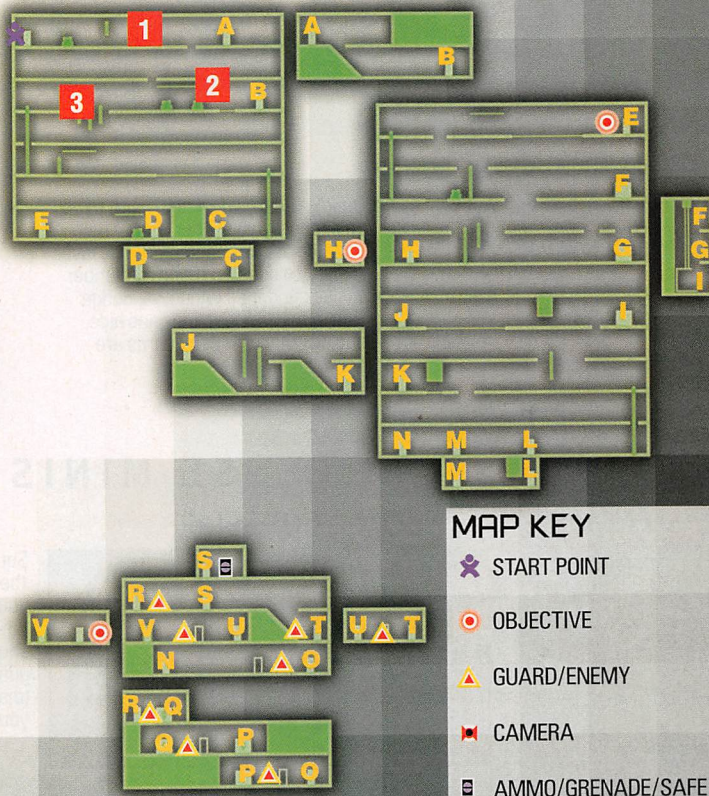 1
A
2
B
3
E
D
C
D
C
A
B
E
F
H
H
G
J
I
K
N
M
L
M
L
F
G
I
J
K
S
R
S
V
V
U
T
U
T
N
O
R
Q
Q
P
P
O
MAP KEY
START POINT
OBJECTIVE
GUARD/ENEMY
CAMERA
AMMO/GRENADE/SAFE